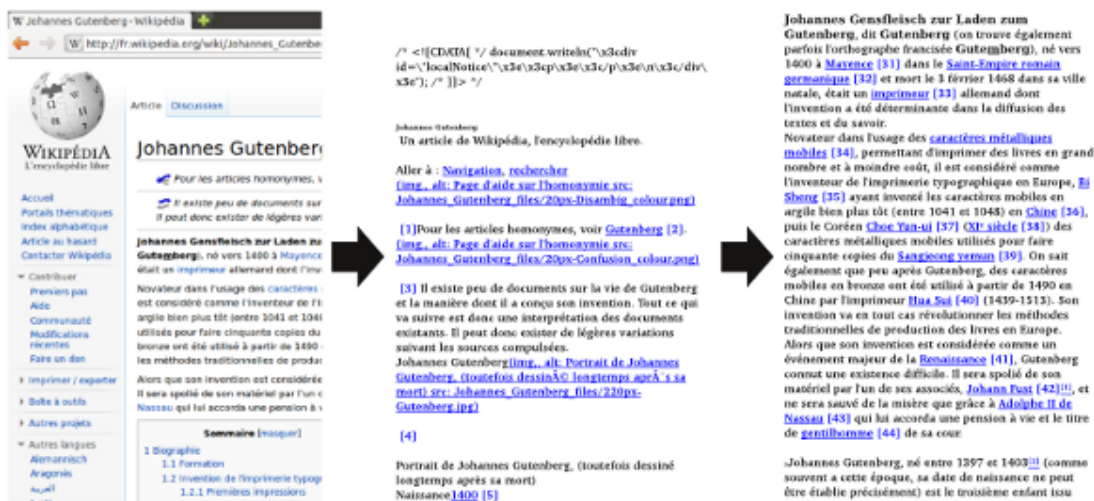 W Johannes Gutenberg - Wikipédia
W http://fr.wikipedia.org/wiki/Johannes_Gutenbe
WIKIPÉDIA
L'encyclopédie libre
Accueil
Portails thématiques
Index alphabétique
Article au hasard
Contacter Wikipédia
Contribuer
Premiers pas
Aide
Communauté
Modifications
récentes
Faire un don
Imprimer / exporter
Boîte à outils
Autres projets
Autres langues
Alemannisch
Aragonés
العربية
Article Discussion
Johannes Gutenber
Pour les articles homonymes, v
Il existe peu de documents sur
Il peut donc exister de légères vari
Johannes Gensfleisch zur Laden zu
Gutemberg), né vers 1400 à Mayence
était un imprimeur allemand dont l'inv
Novateur dans l'usage des caractères
est considéré comme l'inventeur de l'i
argile bien plus tôt (entre 1041 et 1048
utilisés pour faire cinquante copies du
bronze ont été utilisé à partir de 1490
les méthodes traditionnelles de produc
Alors que son invention est considérée
Il sera spolié de son matériel par l'un d
Nassau qui lui accorda une pension à v
Sommaire [masquer]
1 Biographie
1.1 Formation
1.2 Invention de l'imprimerie typogr
1.2.1 Premières impressions
/* <![CDATA[ */ document.writeln("\x3cdiv
id=\"localNotice\"\x3e\x3cp\x3e\x3c/p\x3e\n\x3c/div\
x3e"); /* ]]> */
Johannes Gutenberg
Un article de Wikipédia, l'encyclopédie libre.
Aller à : Navigation, rechercher
(img,, alt: Page d'aide sur l'homonymie src:
Johannes_Gutenberg_files/20px-Disambig_colour.png)
[1]Pour les articles homonymes, voir Gutenberg [2].
(img,, alt: Page d'aide sur l'homonymie src:
Johannes_Gutenberg_files/20px-Confusion_colour.png)
[3] Il existe peu de documents sur la vie de Gutenberg
et la manière dont il a conçu son invention. Tout ce qui
va suivre est donc une interprétation des documents
existants. Il peut donc exister de légères variations
suivant les sources compulsées.
Johannes Gutenberg(img,, alt: Portrait de Johannes
Gutenberg, (toutefois dessinÃ© longtemps aprÃ¨s sa
mort) src: Johannes_Gutenberg_files/220px-
Gutenberg.jpg)
[4]
Portrait de Johannes Gutenberg, (toutefois dessiné
longtemps après sa mort)
Naissance1400 [5]
Johannes Gensfleisch zur Laden zum
Gutenberg, dit Gutenberg (on trouve également
parfois l'orthographe francisée Gutemberg), né vers
1400 à Mayence [31] dans le Saint-Empire romain
germanique [32] et mort le 3 février 1468 dans sa ville
natale, était un imprimeur [33] allemand dont
l'invention a été déterminante dans la diffusion des
textes et du savoir.
Novateur dans l'usage des caractères métalliques
mobiles [34], permettant d'imprimer des livres en grand
nombre et à moindre coût, il est considéré comme
l'inventeur de l'imprimerie typographique en Europe, Bi
Sheng [35] ayant inventé les caractères mobiles en
argile bien plus tôt (entre 1041 et 1048) en Chine [36],
puis le Coréen Choe Yun-ui [37] (XIe siècle [38]) des
caractères métalliques mobiles utilisés pour faire
cinquante copies du Sangjeong yemun [39]. On sait
également que peu après Gutenberg, des caractères
mobiles en bronze ont été utilisé à partir de 1490 en
Chine par l'imprimeur Hua Sui [40] (1439-1513). Son
invention va en tout cas révolutionner les méthodes
traditionnelles de production des livres en Europe.
Alors que son invention est considérée comme un
événement majeur de la Renaissance [41], Gutenberg
connut une existence difficile. Il sera spolié de son
matériel par l'un de ses associés, Johann Fust [42][1], et
ne sera sauvé de la misère que grâce à Adolphe II de
Nassau [43] qui lui accorda une pension à vie et le titre
de gentilhomme [44] de sa cour.
Johannes Gutenberg, né entre 1397 et 1403[2] (comme
souvent a cette époque, sa date de naissance ne peut
être établie précisément) est le troisième enfant issu